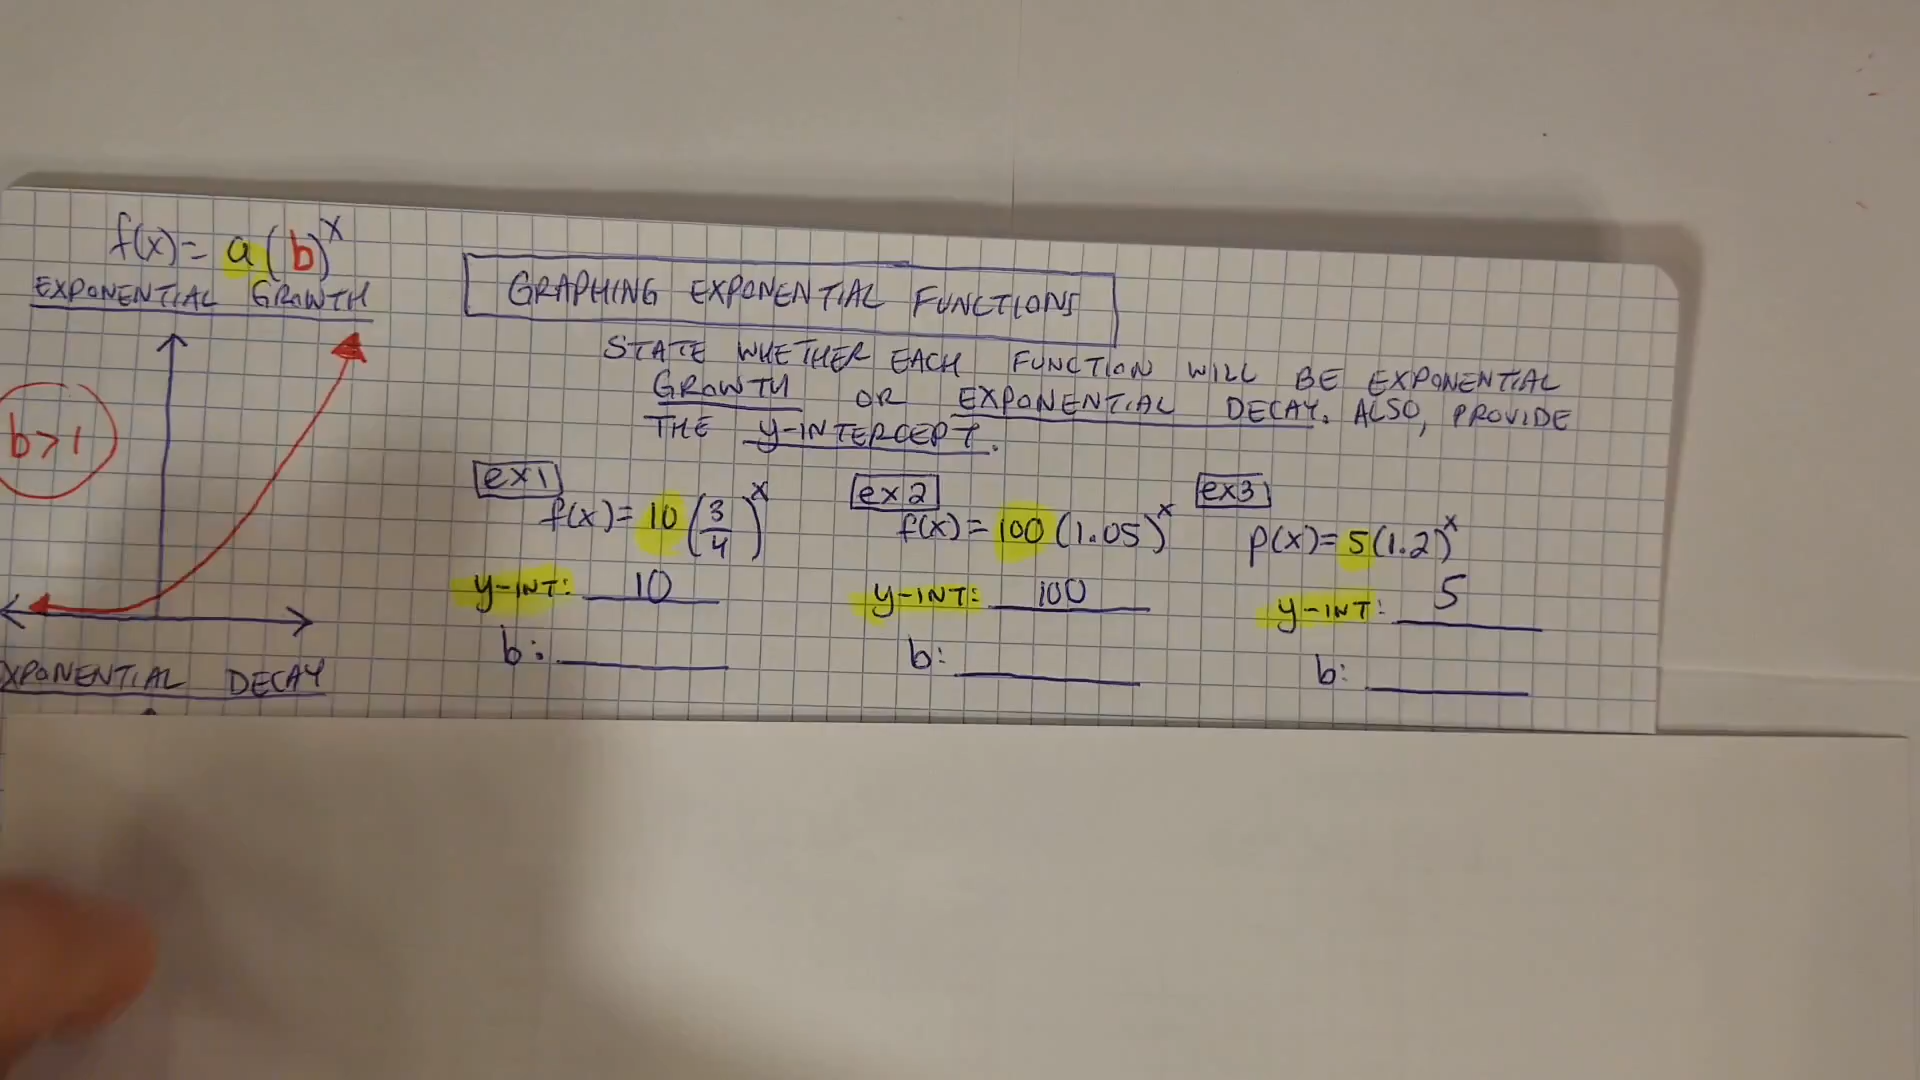 f(x)= a(b)^x
EXPONENTIAL GROWTH
b>1
XPONENTIAL DECAY
GRAPHING EXPONENTIAL FUNCTIONS
STATE WHETHER EACH FUNCTION WILL BE EXPONENTIAL
GROWTH OR EXPONENTIAL DECAY. ALSO, PROVIDE
THE y-INTERCEPT.
ex1
f(x)= 10(3/4)^x
y-INT: 10
b:
ex2
f(x)= 100(1.05)^x
y-INT: 100
b:
ex3
p(x)= 5(1.2)^x
y-INT: 5
b: